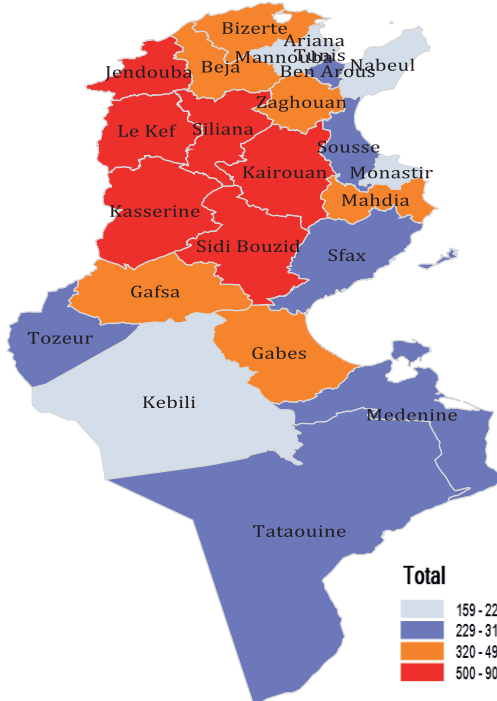 Bizerte
Ariana
Tunis
Mannouba
Nabeul
Jendouba
Beja
Ben Arous
Zaghouan
Le Kef
Siliana
Sousse
Kairouan
Monastir
Kasserine
Mahdia
Sidi Bouzid
Sfax
Gafsa
Tozeur
Gabes
Kebili
Medenine
Tataouine
Total
159 - 22
229 - 31
320 - 49
500 - 90